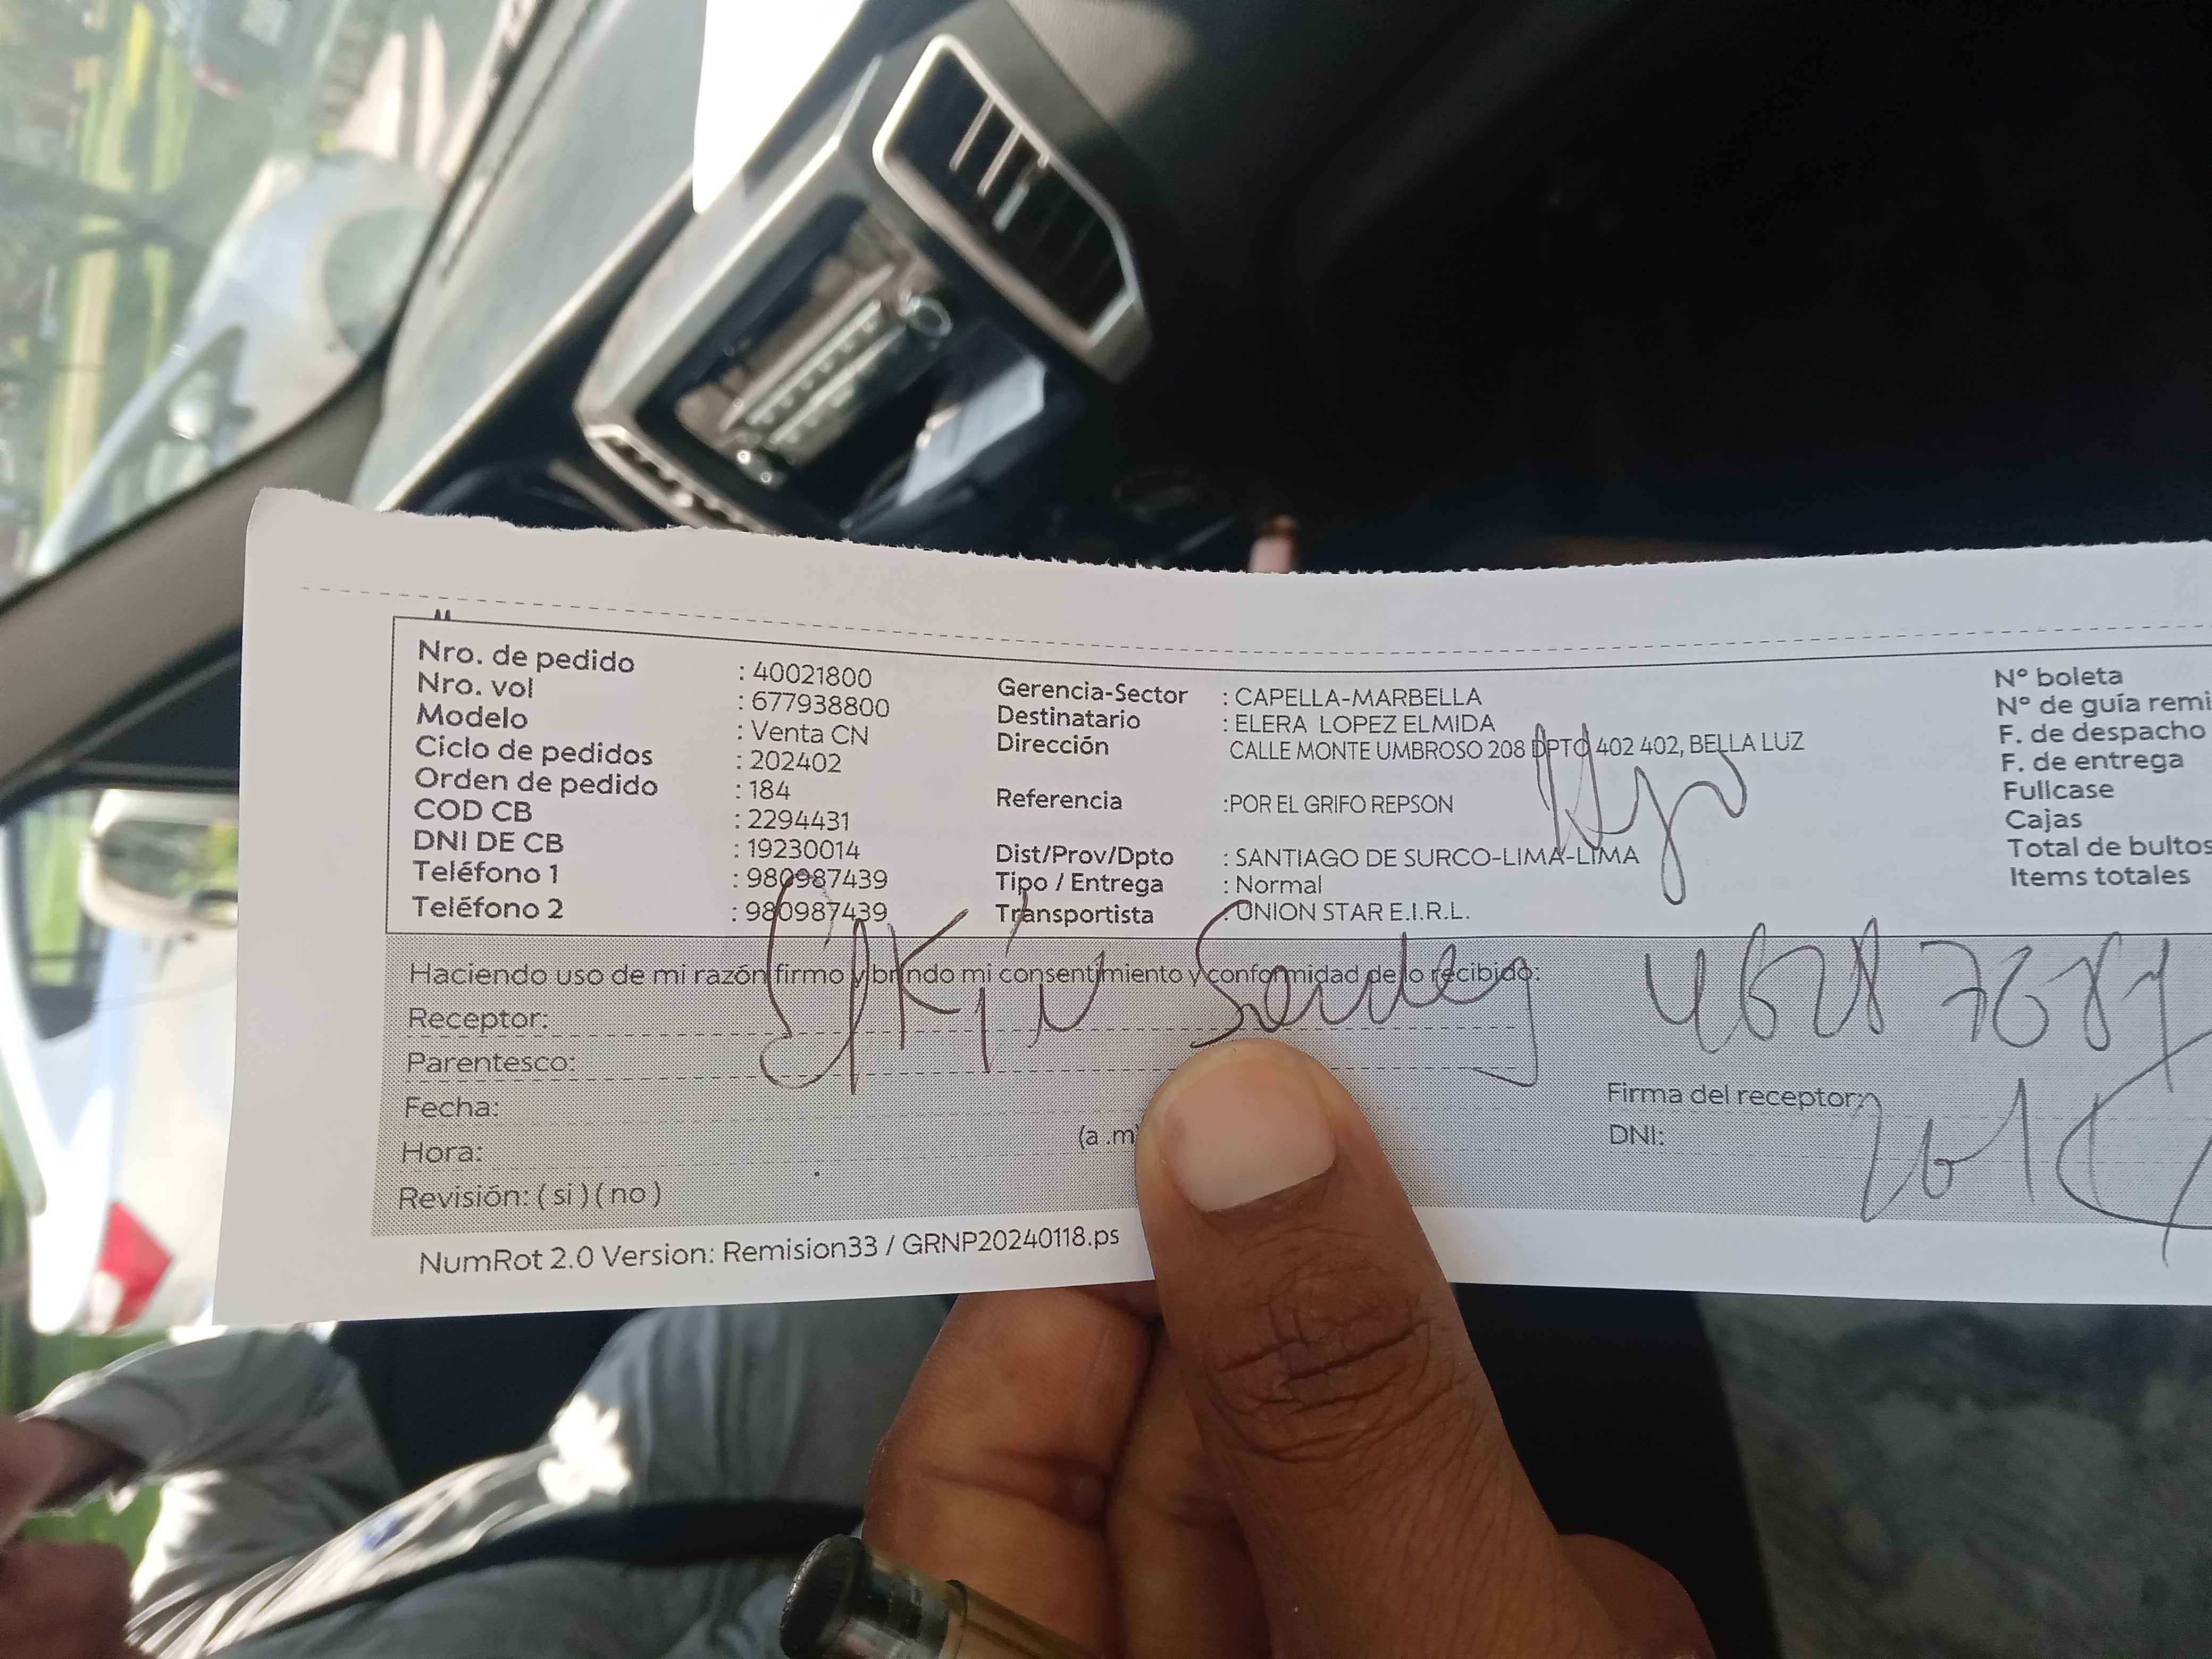 Nro. de pedido : 40021800
Nro. vol : 677938800
Modelo : Venta CN
Ciclo de pedidos : 202402
Orden de pedido : 184
COD CB : 2294431
DNI DE CB : 19230014
Teléfono 1 : 980987439
Teléfono 2 : 980987439
Gerencia-Sector : CAPELLA-MARBELLA
Destinatario : ELERA LOPEZ ELMIDA
Dirección CALLE MONTE UMBROSO 208 DPTO 402 402, BELLA LUZ
Referencia :POR EL GRIFO REPSON
Dist/Prov/Dpto : SANTIAGO DE SURCO-LIMA-LIMA
Tipo / Entrega : Normal
Transportista : UNION STAR E.I.R.L.
N° boleta
N° de guía remi
F. de despacho
F. de entrega
Fullcase
Cajas
Total de bultos
Items totales
Haciendo uso de mi razón firmo y brindo mi consentimiento y conformidad de lo recibido:
Receptor:
Parentesco:
Fecha:
Hora: (a .m
Revisión: ( si ) ( no )
Firma del receptor:
DNI:
NumRot 2.0 Version: Remision33 / GRNP20240118.ps